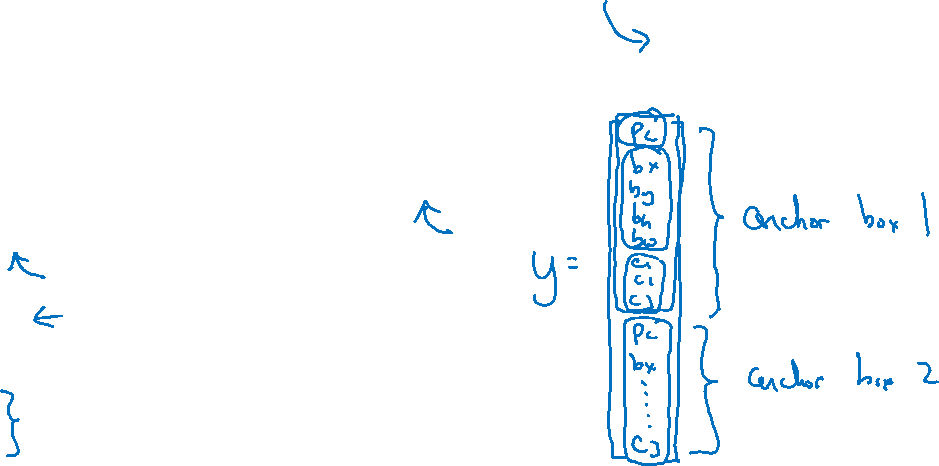 Pc
bx
by
bh
bw
C1
C2
C3
anchor box 1
y =
Pc
bx
......
C3
anchor box 2